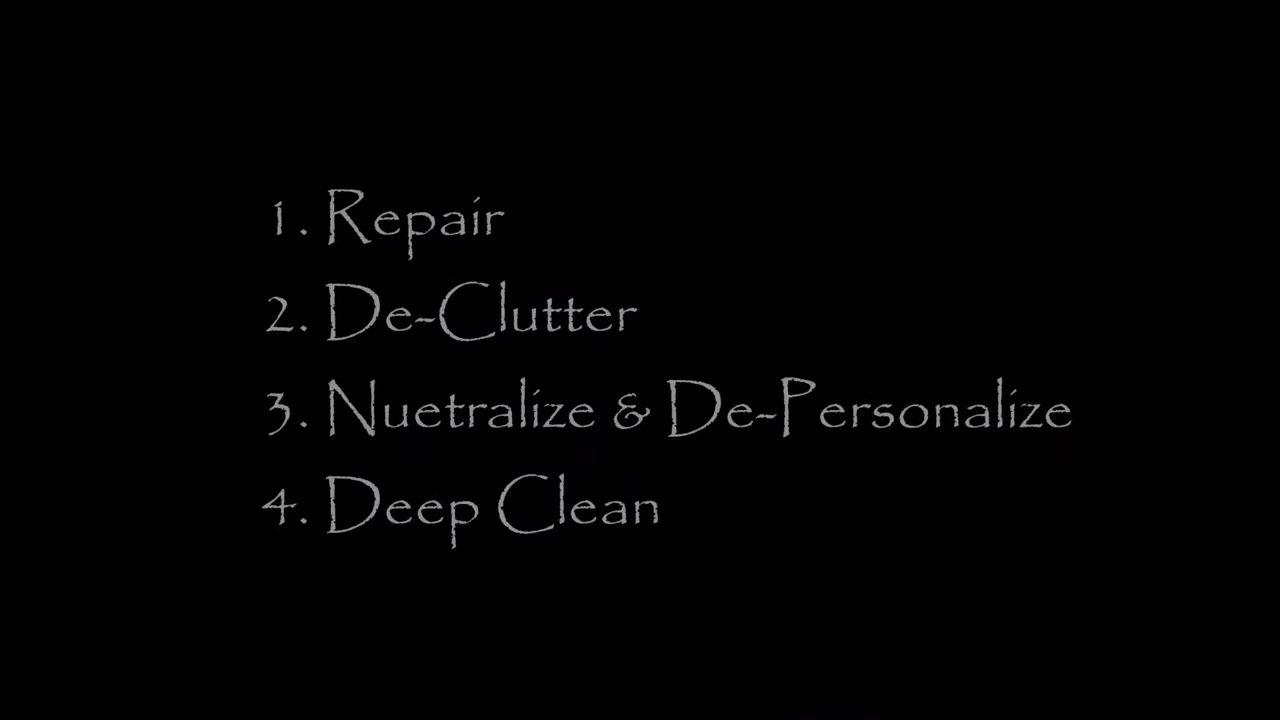 1. Repair
2. De-Clutter
3. Nuetralize & De-Personalize
4. Deep Clean